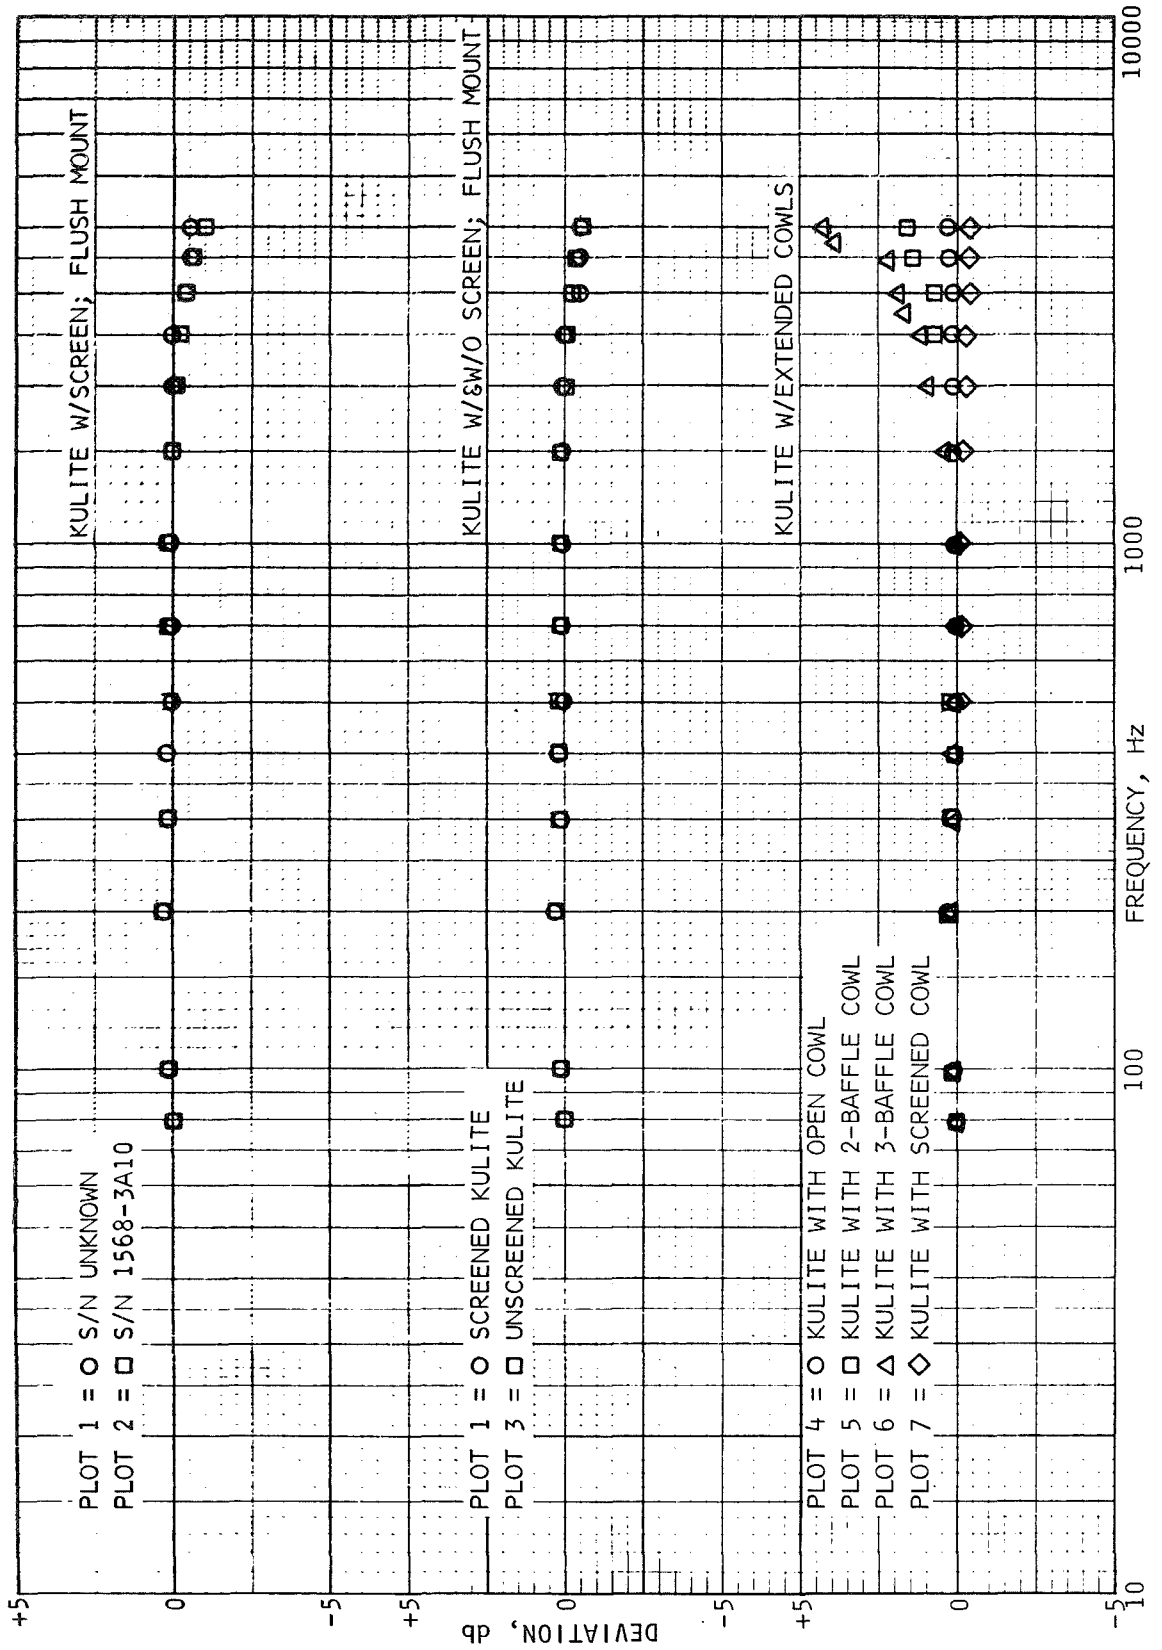 +5
KULITE W/SCREEN; FLUSH MOUNT
PLOT 1 = ○ S/N UNKNOWN
PLOT 2 = □ S/N 1568-3A10
0
-5
+5
KULITE W/&W/O SCREEN; FLUSH MOUNT
PLOT 1 = ○ SCREENED KULITE
PLOT 3 = □ UNSCREENED KULITE
0
DEVIATION, db
-5
+5
KULITE W/EXTENDED COWLS
PLOT 4 = ○ KULITE WITH OPEN COWL
PLOT 5 = □ KULITE WITH 2-BAFFLE COWL
PLOT 6 = △ KULITE WITH 3-BAFFLE COWL
PLOT 7 = ◇ KULITE WITH SCREENED COWL
0
-5
10
100
1000
10000
FREQUENCY, Hz